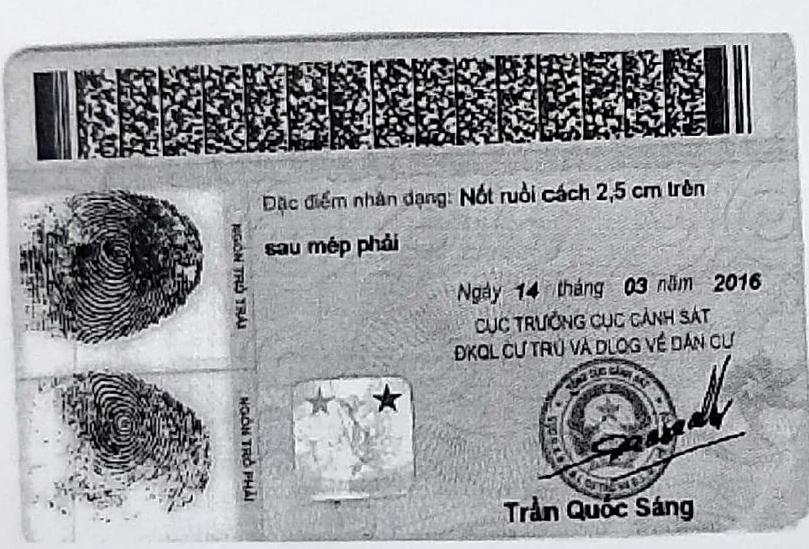 Đặc điểm nhân dạng: Nốt ruồi cách 2,5 cm trên
sau mép phải
NGÓN TRỎ TRÁI
NGÓN TRỎ PHẢI
Ngày 14 tháng 03 năm 2016
CỤC TRƯỞNG CỤC CẢNH SÁT
ĐKQL CƯ TRÚ VÀ DLQG VỀ DÂN CƯ
Trần Quốc Sáng